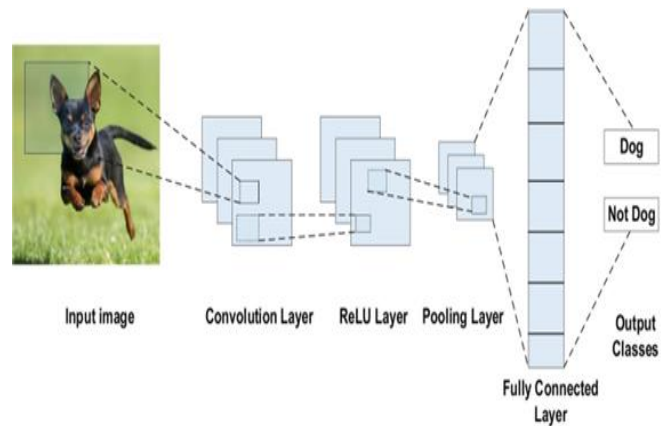 Dog
Not Dog
Input image
Convolution Layer
ReLU Layer
Pooling Layer
Output
Classes
Fully Connected
Layer